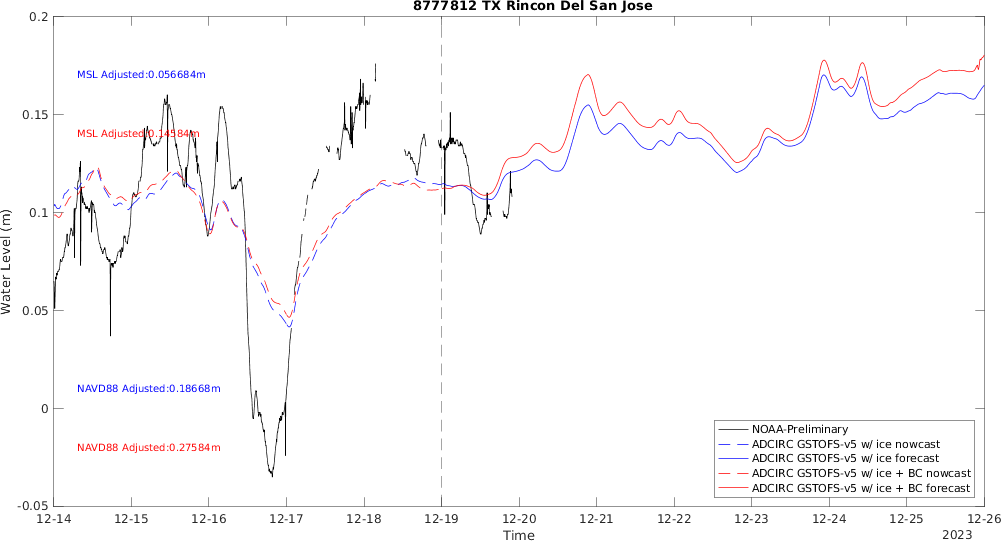 8777812 TX Rincon Del San Jose
0.2
0.15
0.1
0.05
0
-0.05
Water Level (m)
MSL Adjusted:0.056684m
MSL Adjusted:0.14584m
NAVD88 Adjusted:0.18668m
NAVD88 Adjusted:0.27584m
NOAA-Preliminary
ADCIRC GSTOFS-v5 w/ ice nowcast
ADCIRC GSTOFS-v5 w/ ice forecast
ADCIRC GSTOFS-v5 w/ ice + BC nowcast
ADCIRC GSTOFS-v5 w/ ice + BC forecast
12-14 12-15 12-16 12-17 12-18 12-19 12-20 12-21 12-22 12-23 12-24 12-25 12-26
Time
2023